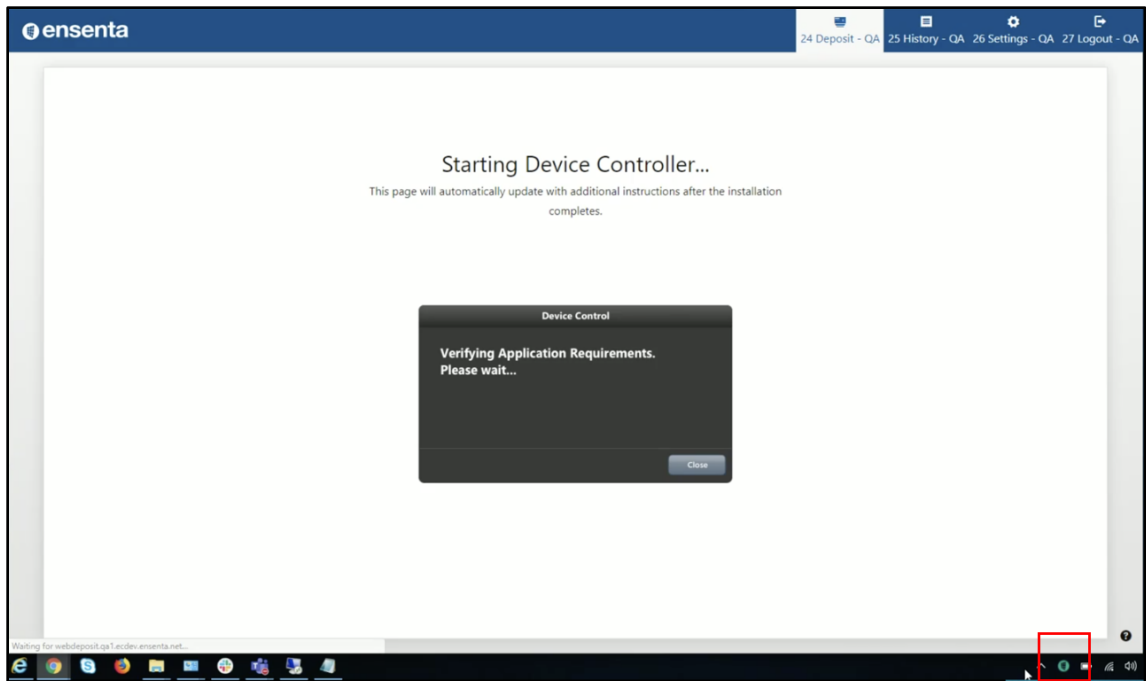 ensenta
24 Deposit - QA
25 History - QA
26 Settings - QA
27 Logout - QA
Starting Device Controller...
This page will automatically update with additional instructions after the installation
completes.
Device Control
Verifying Application Requirements.
Please wait...
Close
Waiting for webdeposit.qa1.ecdev.ensenta.net...